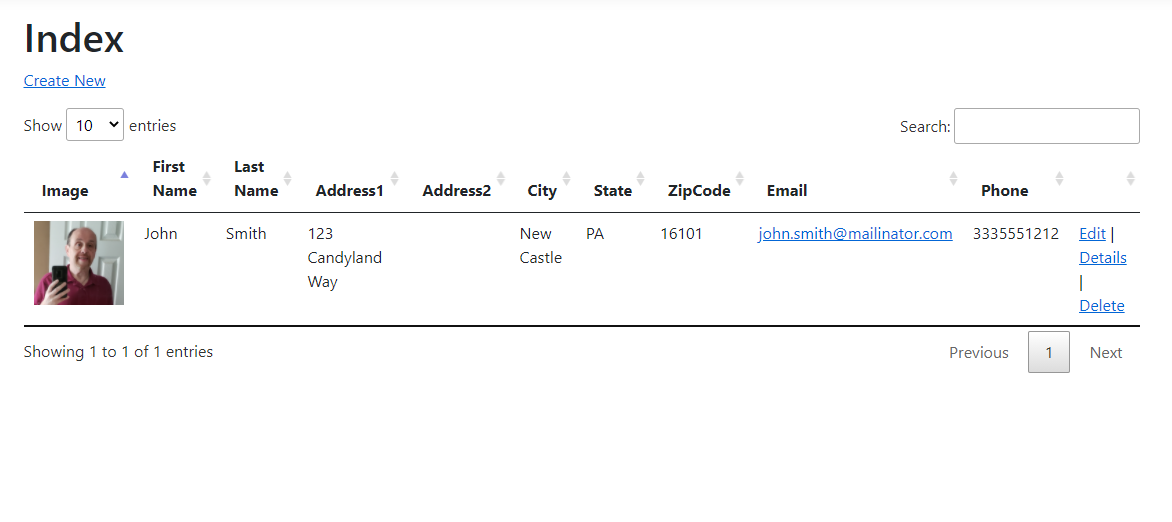 Index
Create New
Show 10 entries Search:
Image First Name Last Name Address1 Address2 City State ZipCode Email Phone
John Smith 123 Candyland Way New Castle PA 16101 john.smith@mailinator.com 3335551212 Edit | Details | Delete
Showing 1 to 1 of 1 entries Previous 1 Next